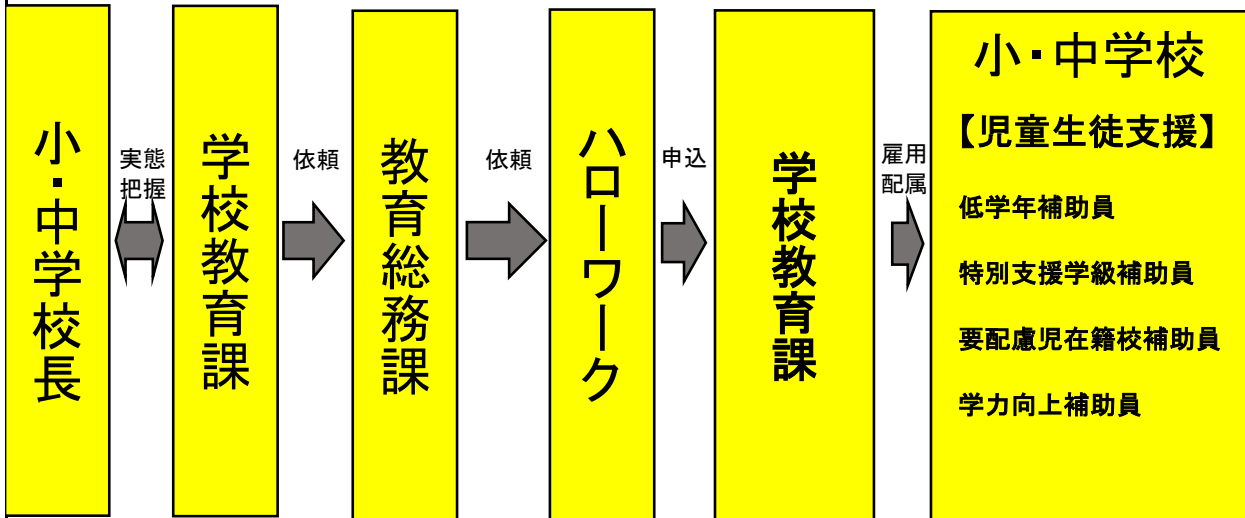 小・中学校長
実態
把握
学校教育課
依頼
教育総務課
依頼
ハローワーク
申込
学校教育課
雇用
配属
小・中学校
【児童生徒支援】
低学年補助員
特別支援学級補助員
要配慮児在籍校補助員
学力向上補助員